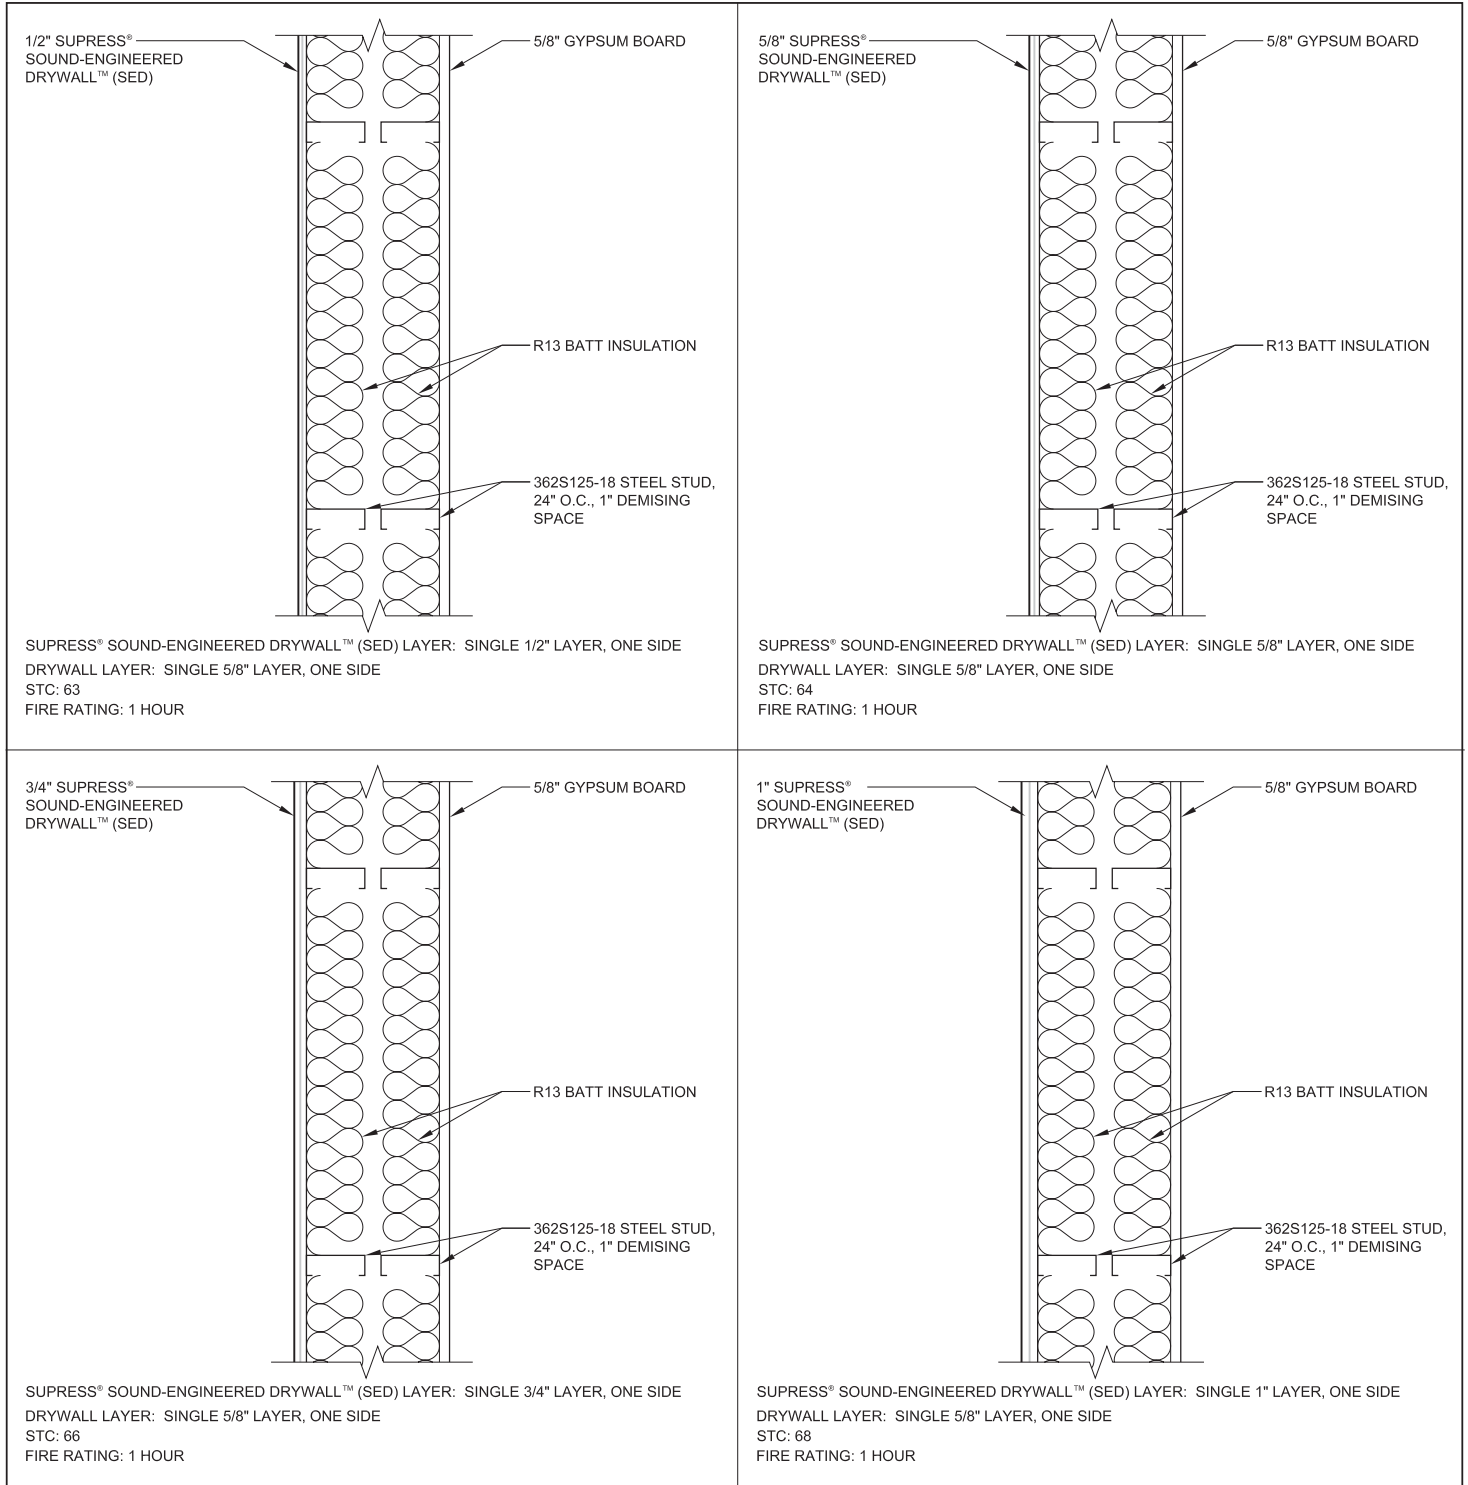 1/2" SUPRESS®
SOUND-ENGINEERED
DRYWALL™ (SED)
5/8" GYPSUM BOARD
R13 BATT INSULATION
362S125-18 STEEL STUD,
24" O.C., 1" DEMISING
SPACE
SUPRESS® SOUND-ENGINEERED DRYWALL™ (SED) LAYER: SINGLE 1/2" LAYER, ONE SIDE
DRYWALL LAYER: SINGLE 5/8" LAYER, ONE SIDE
STC: 63
FIRE RATING: 1 HOUR
5/8" SUPRESS®
SOUND-ENGINEERED
DRYWALL™ (SED)
5/8" GYPSUM BOARD
R13 BATT INSULATION
362S125-18 STEEL STUD,
24" O.C., 1" DEMISING
SPACE
SUPRESS® SOUND-ENGINEERED DRYWALL™ (SED) LAYER: SINGLE 5/8" LAYER, ONE SIDE
DRYWALL LAYER: SINGLE 5/8" LAYER, ONE SIDE
STC: 64
FIRE RATING: 1 HOUR
3/4" SUPRESS®
SOUND-ENGINEERED
DRYWALL™ (SED)
5/8" GYPSUM BOARD
R13 BATT INSULATION
362S125-18 STEEL STUD,
24" O.C., 1" DEMISING
SPACE
SUPRESS® SOUND-ENGINEERED DRYWALL™ (SED) LAYER: SINGLE 3/4" LAYER, ONE SIDE
DRYWALL LAYER: SINGLE 5/8" LAYER, ONE SIDE
STC: 66
FIRE RATING: 1 HOUR
1" SUPRESS®
SOUND-ENGINEERED
DRYWALL™ (SED)
5/8" GYPSUM BOARD
R13 BATT INSULATION
362S125-18 STEEL STUD,
24" O.C., 1" DEMISING
SPACE
SUPRESS® SOUND-ENGINEERED DRYWALL™ (SED) LAYER: SINGLE 1" LAYER, ONE SIDE
DRYWALL LAYER: SINGLE 5/8" LAYER, ONE SIDE
STC: 68
FIRE RATING: 1 HOUR